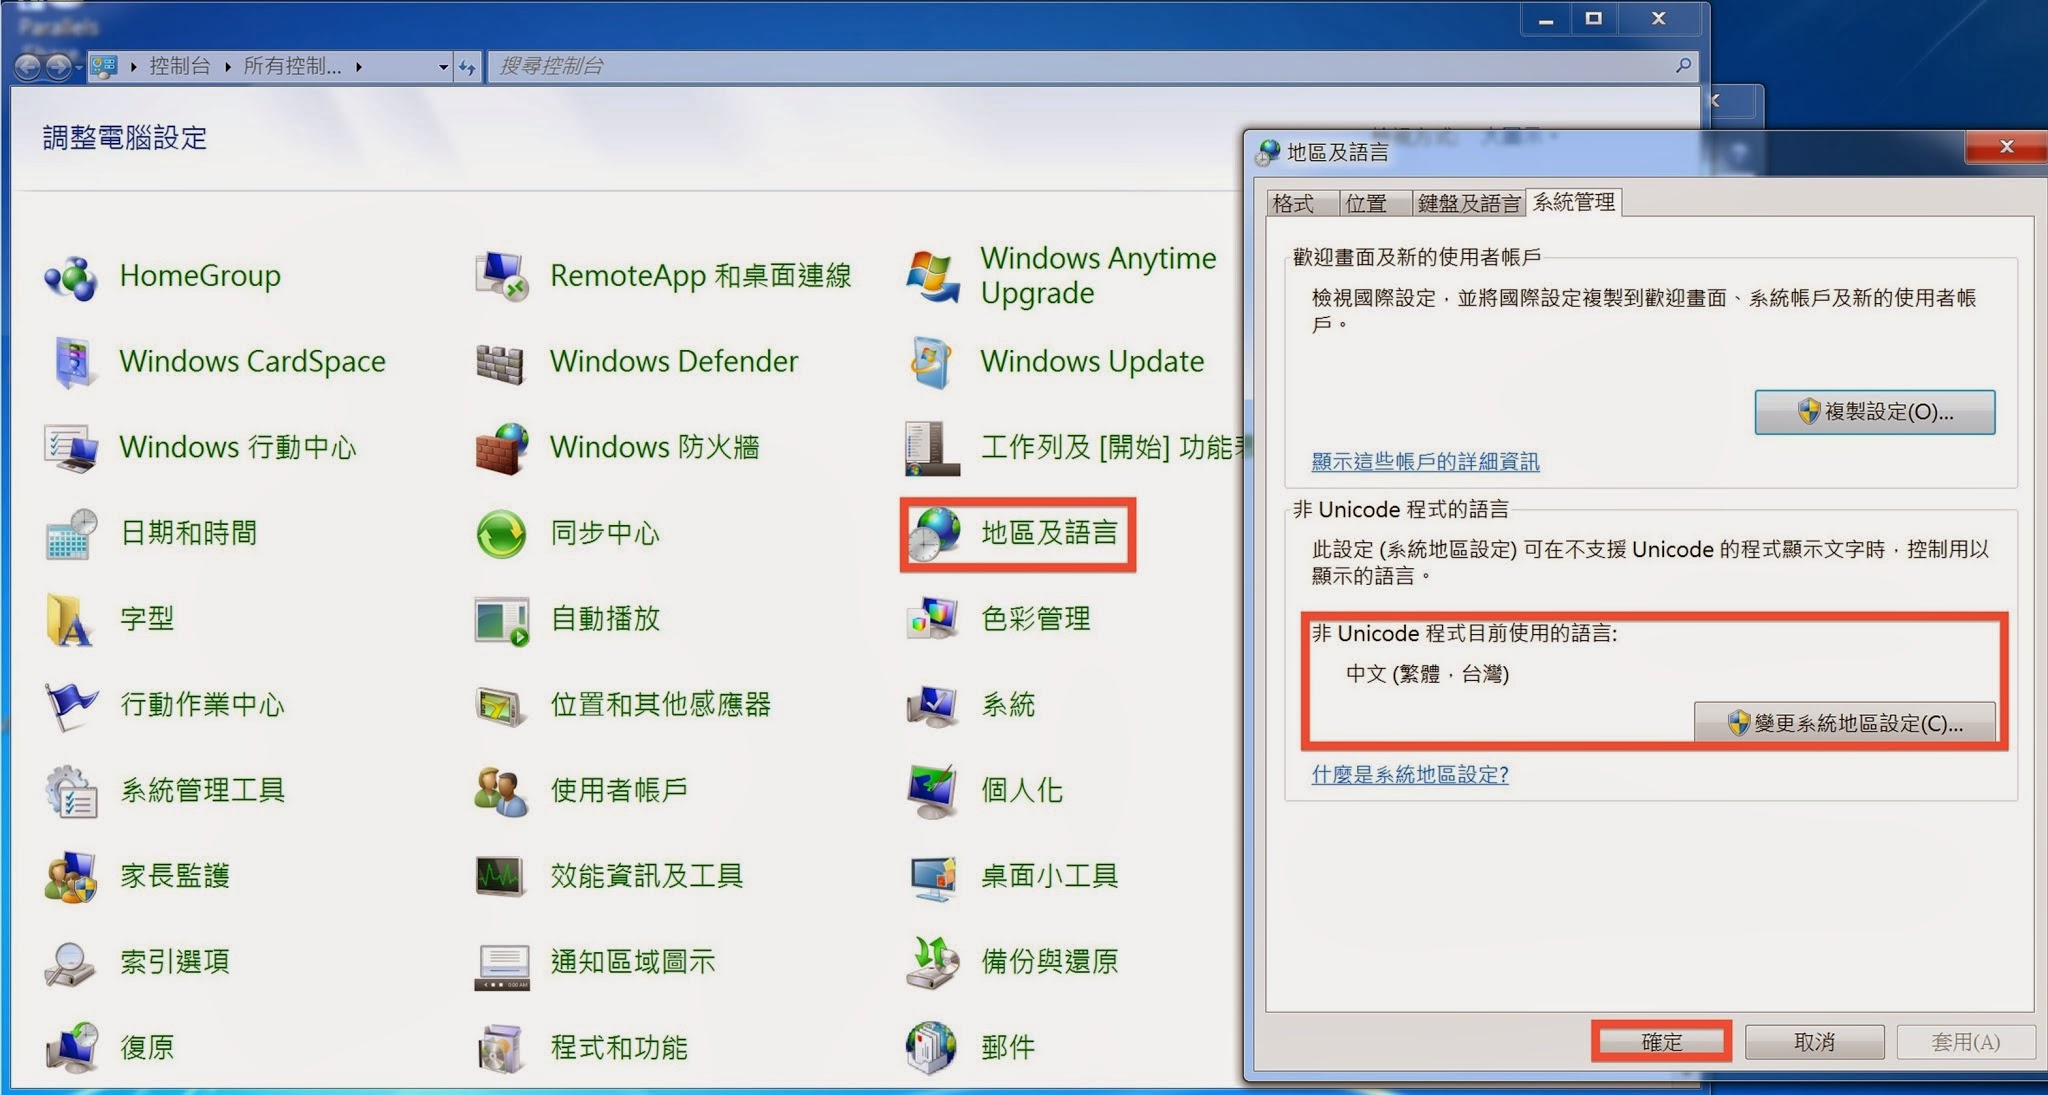 Parallels
控制台
所有控制...
搜尋控制台
調整電腦設定
HomeGroup
RemoteApp 和桌面連線
Windows Anytime
Upgrade
Windows CardSpace
Windows Defender
Windows Update
Windows 行動中心
Windows 防火牆
工作列及 [開始] 功能表
日期和時間
同步中心
地區及語言
字型
自動播放
色彩管理
行動作業中心
位置和其他感應器
系統
系統管理工具
使用者帳戶
個人化
家長監護
效能資訊及工具
桌面小工具
索引選項
通知區域圖示
備份與還原
復原
程式和功能
郵件
地區及語言
格式
位置
鍵盤及語言
系統管理
歡迎畫面及新的使用者帳戶
檢視國際設定，並將國際設定複製到歡迎畫面、系統帳戶及新的使用者帳
戶。
複製設定(O)...
顯示這些帳戶的詳細資訊
非 Unicode 程式的語言
此設定 (系統地區設定) 可在不支援 Unicode 的程式顯示文字時，控制用以
顯示的語言。
非 Unicode 程式目前使用的語言:
中文 (繁體，台灣)
變更系統地區設定(C)...
什麼是系統地區設定?
確定
取消
套用(A)